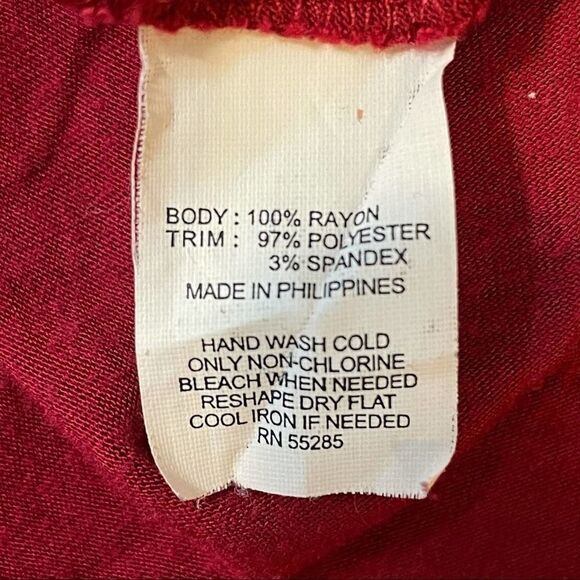 BODY : 100% RAYON
TRIM : 97% POLYESTER
3% SPANDEX
MADE IN PHILIPPINES
HAND WASH COLD
ONLY NON-CHLORINE
BLEACH WHEN NEEDED
RESHAPE DRY FLAT
COOL IRON IF NEEDED
RN 55285